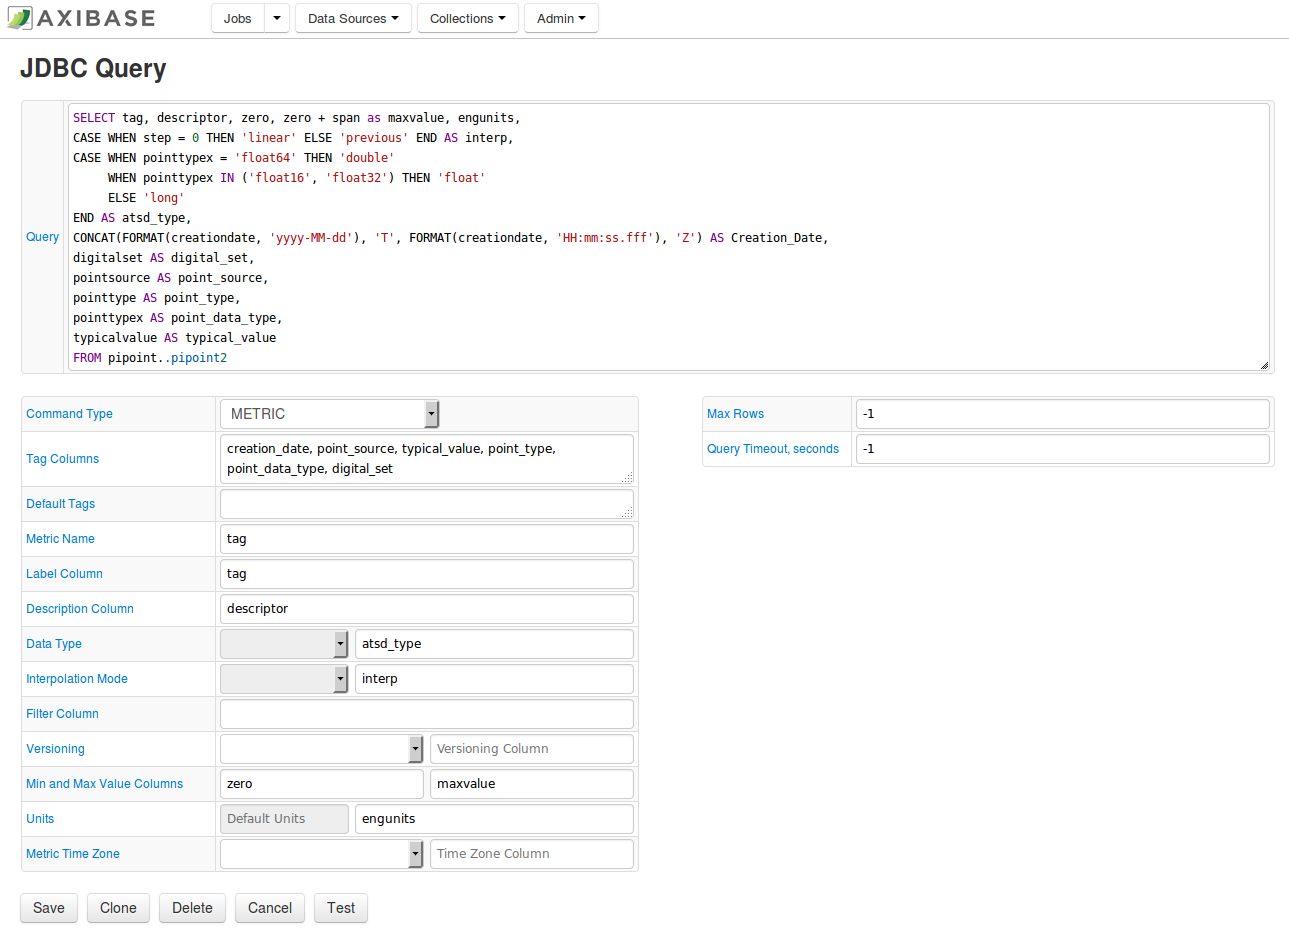 AXIBASE
Jobs
Data Sources
Collections
Admin
JDBC Query
Query
SELECT tag, descriptor, zero, zero + span as maxvalue, engunits,
CASE WHEN step = 0 THEN 'linear' ELSE 'previous' END AS interp,
CASE WHEN pointtypex = 'float64' THEN 'double'
     WHEN pointtypex IN ('float16', 'float32') THEN 'float'
     ELSE 'long'
END AS atsd_type,
CONCAT(FORMAT(creationdate, 'yyyy-MM-dd'), 'T', FORMAT(creationdate, 'HH:mm:ss.fff'), 'Z') AS Creation_Date,
digitalset AS digital_set,
pointsource AS point_source,
pointtype AS point_type,
pointtypex AS point_data_type,
typicalvalue AS typical_value
FROM pipoint..pipoint2
Command Type METRIC
Tag Columns
creation_date, point_source, typical_value, point_type,
point_data_type, digital_set
Default Tags
Metric Name tag
Label Column tag
Description Column descriptor
Data Type atsd_type
Interpolation Mode interp
Filter Column
Versioning Versioning Column
Min and Max Value Columns zero maxvalue
Units Default Units engunits
Metric Time Zone Time Zone Column
Max Rows -1
Query Timeout, seconds -1
Save Clone Delete Cancel Test